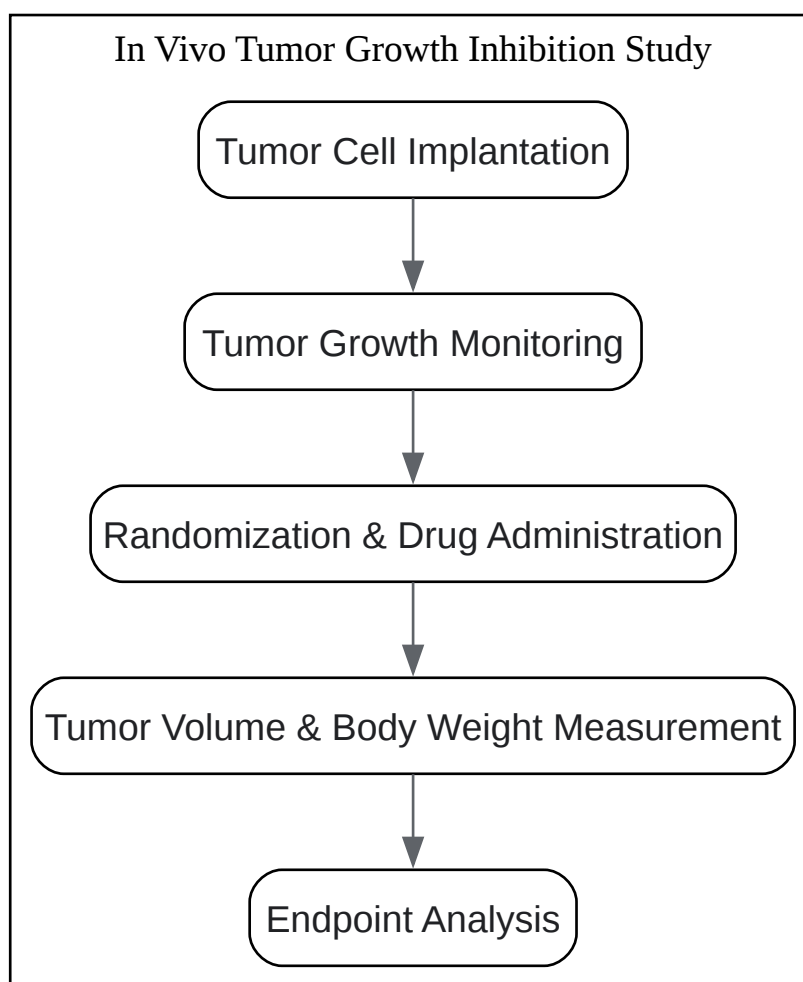 In Vivo Tumor Growth Inhibition Study
Tumor Cell Implantation
Tumor Growth Monitoring
Randomization & Drug Administration
Tumor Volume & Body Weight Measurement
Endpoint Analysis